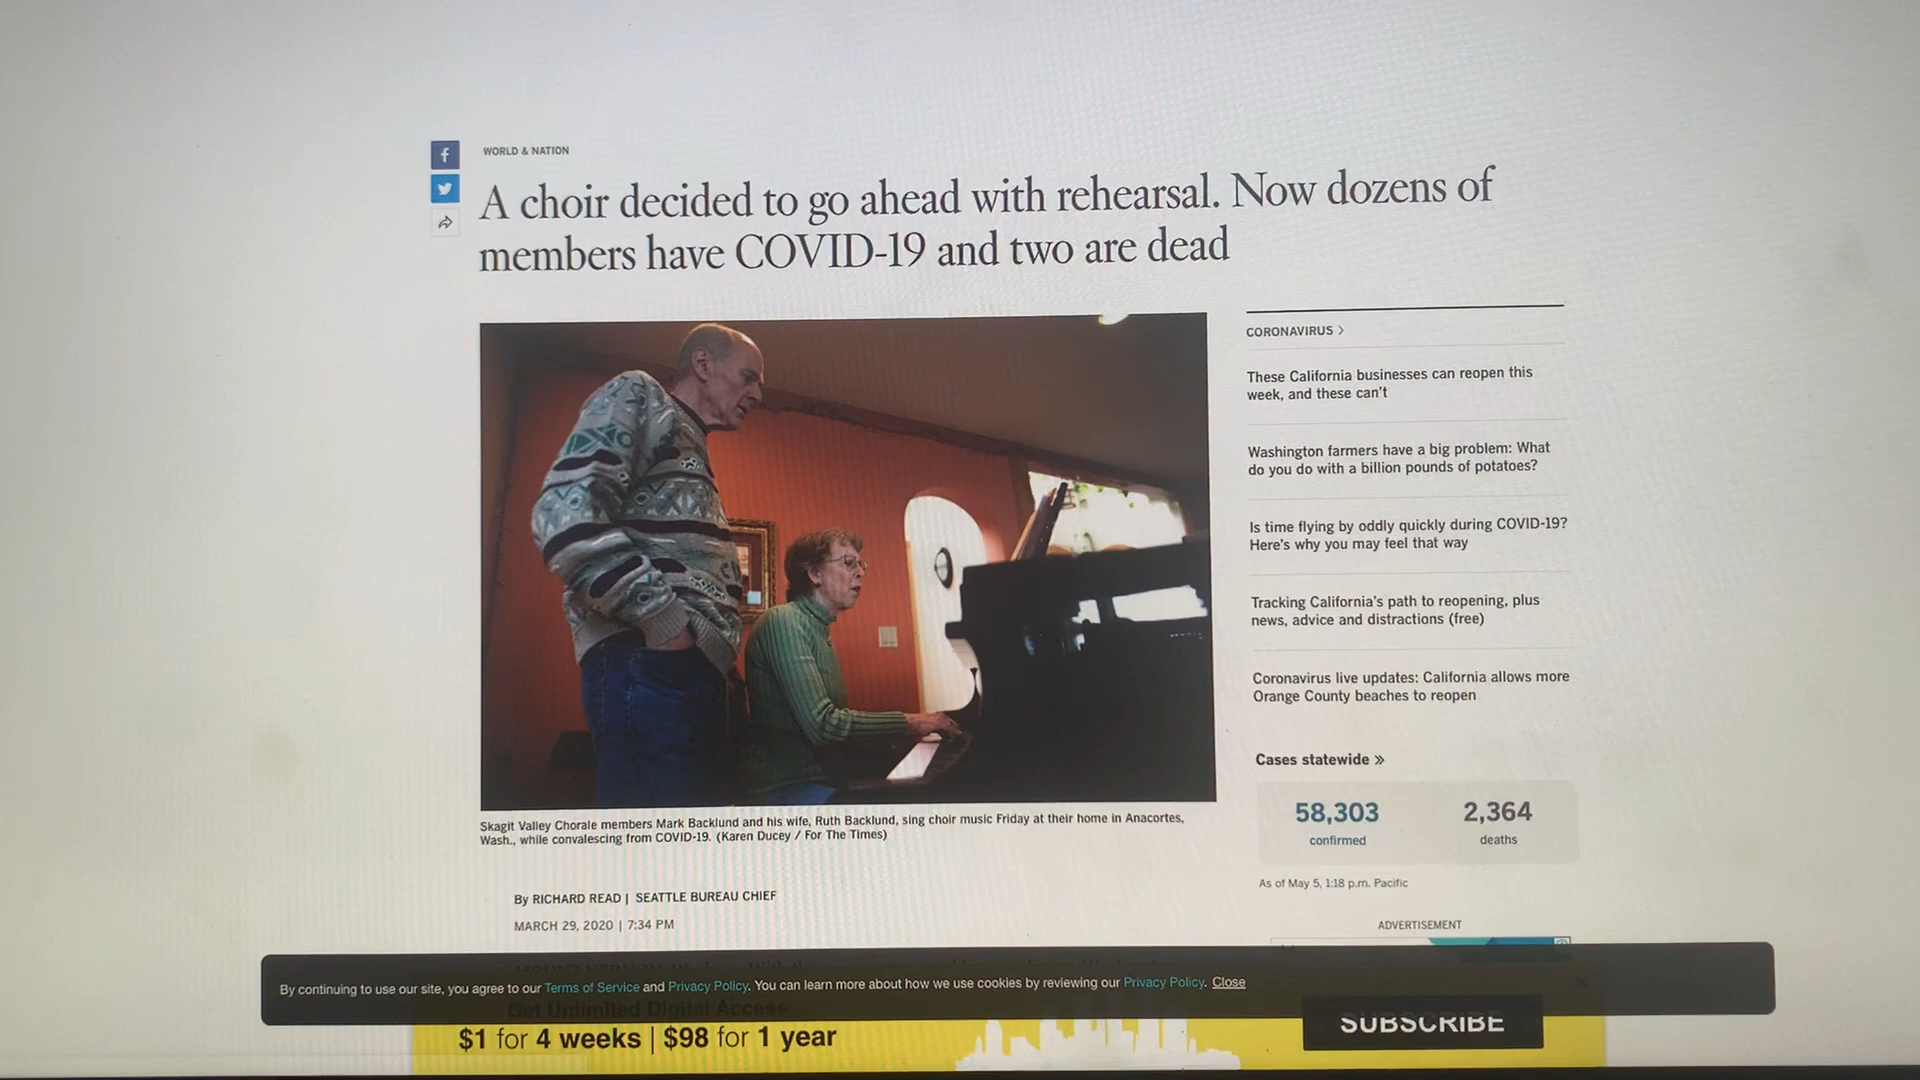 WORLD & NATION
A choir decided to go ahead with rehearsal. Now dozens of
members have COVID-19 and two are dead
Skagit Valley Chorale members Mark Backlund and his wife, Ruth Backlund, sing choir music Friday at their home in Anacortes,
Wash., while convalescing from COVID-19. (Karen Ducey / For The Times)
By RICHARD READ | SEATTLE BUREAU CHIEF
MARCH 29, 2020 | 7:34 PM
CORONAVIRUS >
These California businesses can reopen this
week, and these can't
Washington farmers have a big problem: What
do you do with a billion pounds of potatoes?
Is time flying by oddly quickly during COVID-19?
Here's why you may feel that way
Tracking California's path to reopening, plus
news, advice and distractions (free)
Coronavirus live updates: California allows more
Orange County beaches to reopen
Cases statewide »
58,303 2,364
confirmed deaths
As of May 5, 1:18 p.m. Pacific
ADVERTISEMENT
By continuing to use our site, you agree to our Terms of Service and Privacy Policy. You can learn more about how we use cookies by reviewing our Privacy Policy. Close
Get Unlimited Digital Access
$1 for 4 weeks | $98 for 1 year
SUBSCRIBE